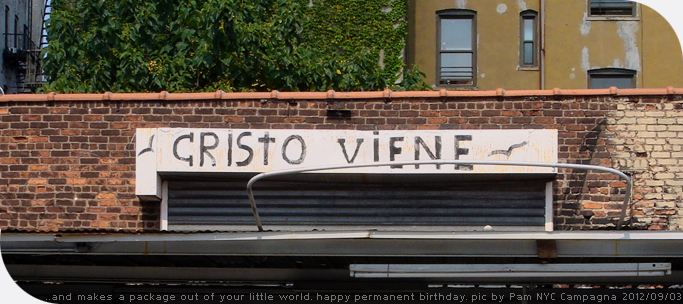 CRISTO ViENE
...and makes a package out of your little world. happy permanent birthday. pic by Pam NYC Campagna 2012/09/03